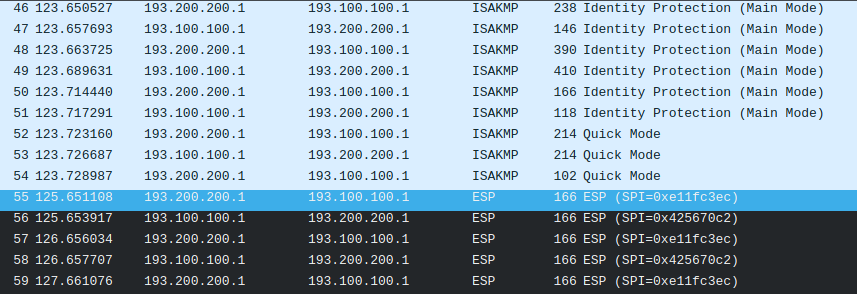 46 123.650527 193.200.200.1 193.100.100.1 ISAKMP 238 Identity Protection (Main Mode)
47 123.657693 193.100.100.1 193.200.200.1 ISAKMP 146 Identity Protection (Main Mode)
48 123.663725 193.200.200.1 193.100.100.1 ISAKMP 390 Identity Protection (Main Mode)
49 123.689631 193.100.100.1 193.200.200.1 ISAKMP 410 Identity Protection (Main Mode)
50 123.714440 193.200.200.1 193.100.100.1 ISAKMP 166 Identity Protection (Main Mode)
51 123.717291 193.100.100.1 193.200.200.1 ISAKMP 118 Identity Protection (Main Mode)
52 123.723160 193.200.200.1 193.100.100.1 ISAKMP 214 Quick Mode
53 123.726687 193.100.100.1 193.200.200.1 ISAKMP 214 Quick Mode
54 123.728987 193.200.200.1 193.100.100.1 ISAKMP 102 Quick Mode
55 125.651108 193.200.200.1 193.100.100.1 ESP 166 ESP (SPI=0xe11fc3ec)
56 125.653917 193.100.100.1 193.200.200.1 ESP 166 ESP (SPI=0x425670c2)
57 126.656034 193.200.200.1 193.100.100.1 ESP 166 ESP (SPI=0xe11fc3ec)
58 126.657707 193.100.100.1 193.200.200.1 ESP 166 ESP (SPI=0x425670c2)
59 127.661076 193.200.200.1 193.100.100.1 ESP 166 ESP (SPI=0xe11fc3ec)